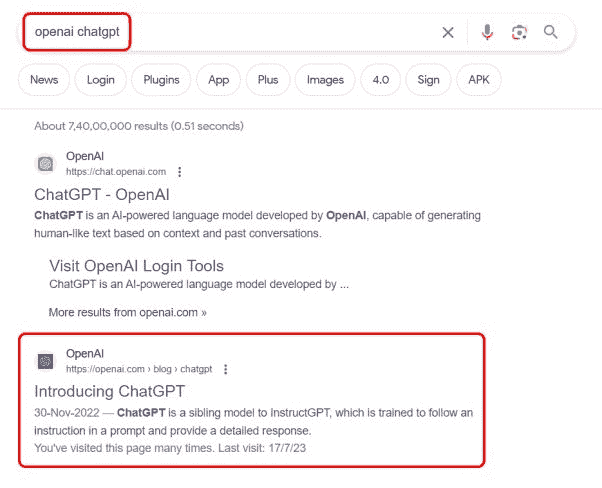 openai chatgpt
News Login Plugins App Plus Images 4.0 Sign APK
About 7,40,00,000 results (0.51 seconds)
OpenAI
https://chat.openai.com
ChatGPT - OpenAI
ChatGPT is an AI-powered language model developed by OpenAI, capable of generating
human-like text based on context and past conversations.
Visit OpenAI Login Tools
ChatGPT is an AI-powered language model developed by ...
More results from openai.com »
OpenAI
https://openai.com › blog › chatgpt
Introducing ChatGPT
30-Nov-2022 — ChatGPT is a sibling model to InstructGPT, which is trained to follow an
instruction in a prompt and provide a detailed response.
You've visited this page many times. Last visit: 17/7/23